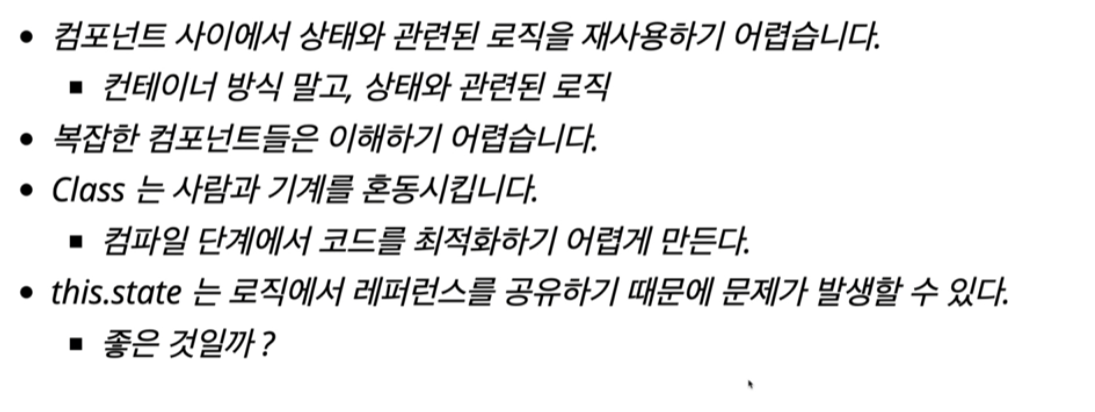 • 컴포넌트 사이에서 상태와 관련된 로직을 재사용하기 어렵습니다.
▪ 컨테이너 방식 말고, 상태와 관련된 로직
• 복잡한 컴포넌트들은 이해하기 어렵습니다.
• Class 는 사람과 기계를 혼동시킵니다.
▪ 컴파일 단계에서 코드를 최적화하기 어렵게 만든다.
• this.state 는 로직에서 레퍼런스를 공유하기 때문에 문제가 발생할 수 있다.
▪ 좋은 것일까 ?